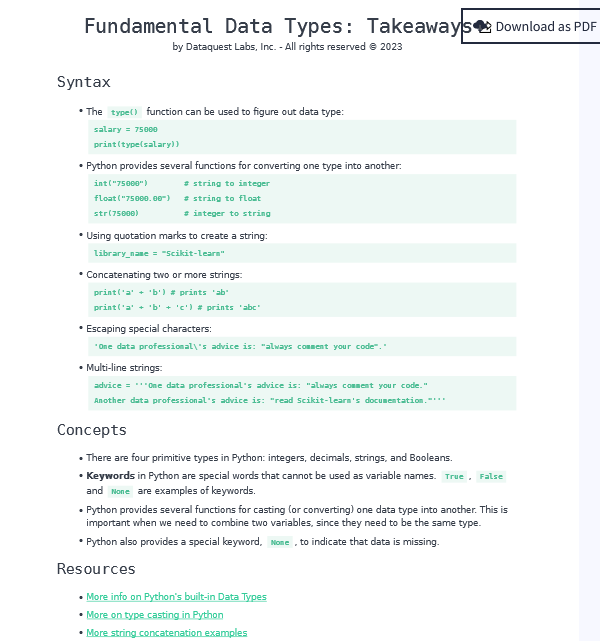 Fundamental Data Types: Takeaways
Download as PDF
by Dataquest Labs, Inc. - All rights reserved © 2023
Syntax
• The type() function can be used to figure out data type:
salary = 75000
print(type(salary))
• Python provides several functions for converting one type into another:
int("75000") # string to integer
float("75000.00") # string to float
str(75000) # integer to string
• Using quotation marks to create a string:
library_name = "Scikit-learn"
• Concatenating two or more strings:
print('a' + 'b') # prints 'ab'
print('a' + 'b' + 'c') # prints 'abc'
• Escaping special characters:
'One data professional\'s advice is: "always comment your code".'
• Multi-line strings:
advice = '''One data professional's advice is: "always comment your code."
Another data professional's advice is: "read Scikit-learn's documentation."'''
Concepts
• There are four primitive types in Python: integers, decimals, strings, and Booleans.
• Keywords in Python are special words that cannot be used as variable names. True , False
and None are examples of keywords.
• Python provides several functions for casting (or converting) one data type into another. This is
important when we need to combine two variables, since they need to be the same type.
• Python also provides a special keyword, None , to indicate that data is missing.
Resources
• More info on Python's built-in Data Types
• More on type casting in Python
• More string concatenation examples